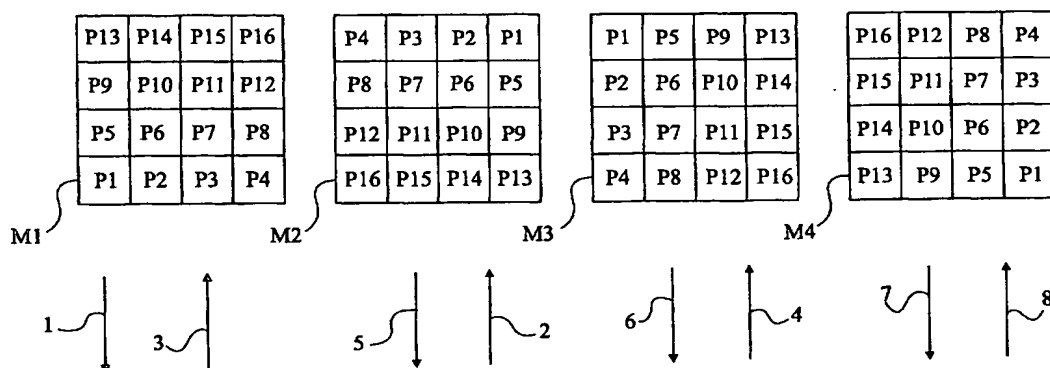 P13 P14 P15 P16
P9 P10 P11 P12
P5 P6 P7 P8
P1 P2 P3 P4
M1
P4 P3 P2 P1
P8 P7 P6 P5
P12 P11 P10 P9
P16 P15 P14 P13
M2
P1 P5 P9 P13
P2 P6 P10 P14
P3 P7 P11 P15
P4 P8 P12 P16
M3
P16 P12 P8 P4
P15 P11 P7 P3
P14 P10 P6 P2
P13 P9 P5 P1
M4
1 3 5 2 6 4 7 8